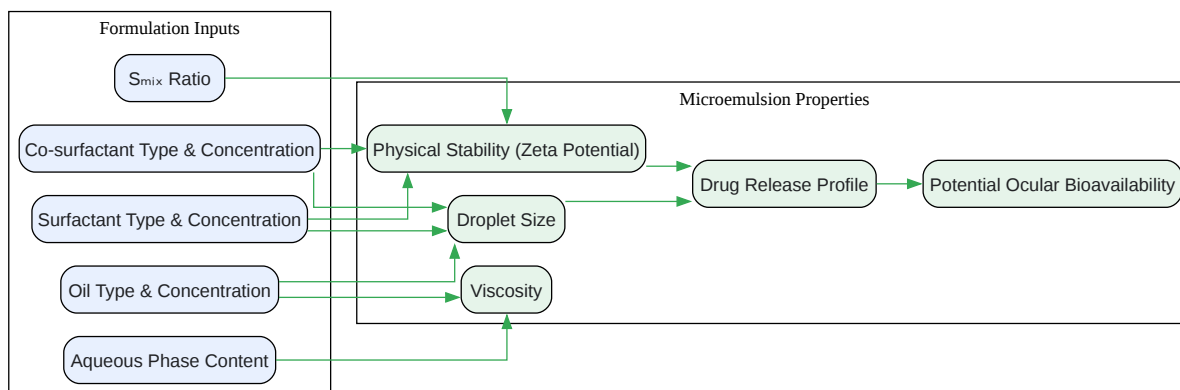 Formulation Inputs
Sₘᵢₓ Ratio
Microemulsion Properties
Co-surfactant Type & Concentration
Physical Stability (Zeta Potential)
Drug Release Profile
Potential Ocular Bioavailability
Surfactant Type & Concentration
Droplet Size
Oil Type & Concentration
Viscosity
Aqueous Phase Content